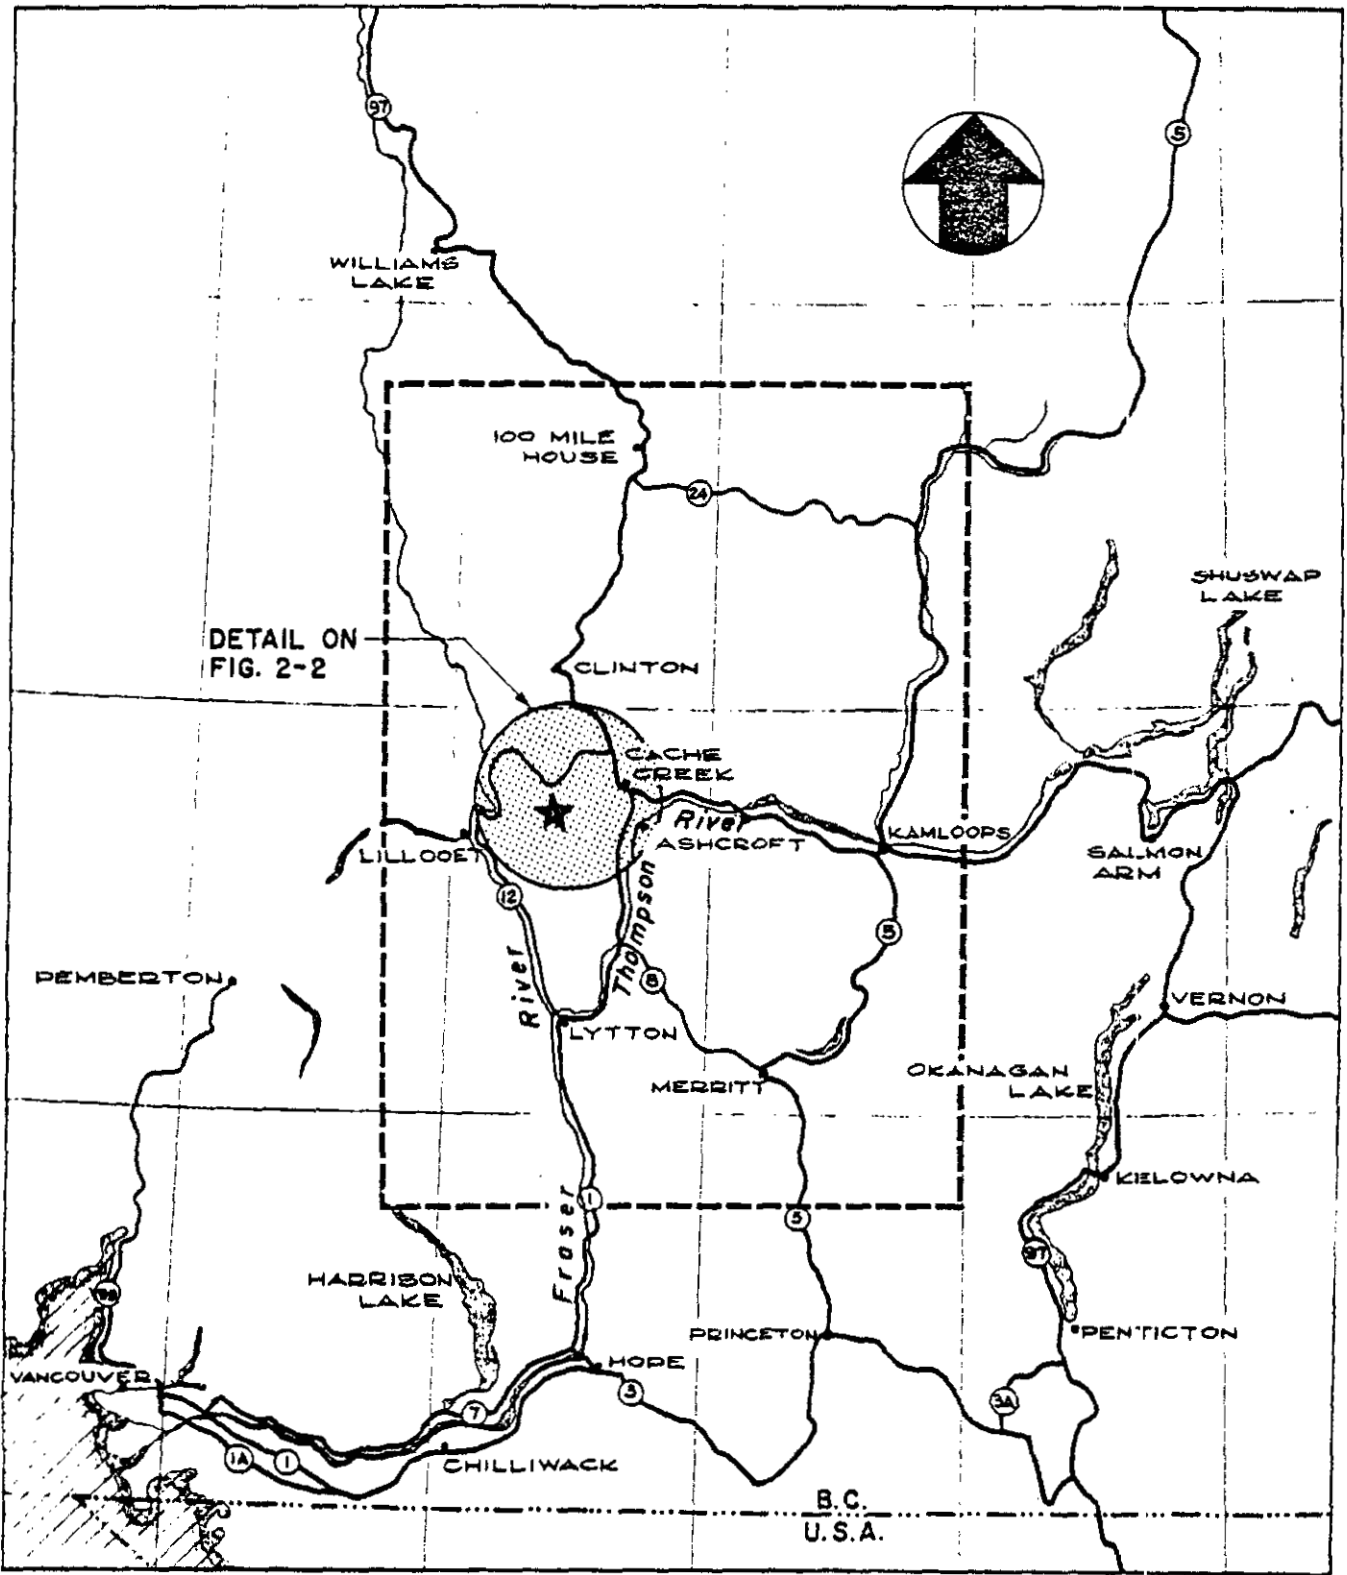 97
5
WILLIAMS
LAKE
100 MILE
HOUSE
24
SHUSWAP
LAKE
DETAIL ON
FIG. 2-2
CLINTON
CACHE
CREEK
River
ASHCROFT
KAMLOOPS
LILLOOET
SALMON
ARM
12
Thompson
5
River
8
PEMBERTON
VERNON
LYTTON
OKANAGAN
LAKE
MERRITT
KELOWNA
1
5
Fraser
97
HARRISON
LAKE
99
PRINCETON
PENTICTON
HOPE
VANCOUVER
3
3A
7
1A
1
CHILLIWACK
B.C.
U.S.A.